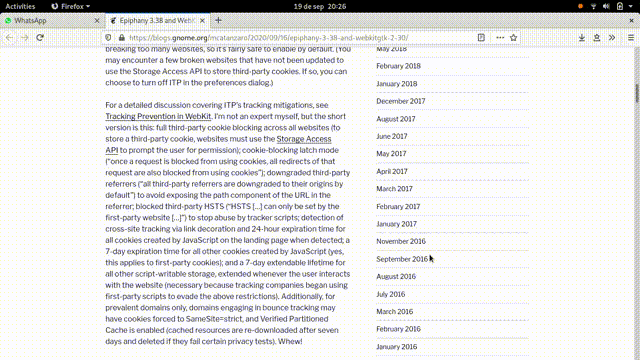 Activities
Firefox
19 de sep 20:26
WhatsApp
Epiphany 3.38 and WebKit
https://blogs.gnome.org/mcatanzaro/2020/09/16/epiphany-3-38-and-webkitgtk-2-30/
breaking too many websites, so it's fairly safe to enable by default. (You
may encounter a few broken websites that have not been updated to
use the Storage Access API to store third-party cookies. If so, you can
choose to turn off ITP in the preferences dialog.)
For a detailed discussion covering ITP's tracking mitigations, see
Tracking Prevention in WebKit. I'm not an expert myself, but the short
version is this: full third-party cookie blocking across all websites (to
store a third-party cookie, websites must use the Storage Access
API to prompt the user for permission); cookie-blocking latch mode
("once a request is blocked from using cookies, all redirects of that
request are also blocked from using cookies"); downgraded third-party
referrers ("all third-party referrers are downgraded to their origins by
default") to avoid exposing the path component of the URL in the
referrer; blocked third-party HSTS ("HSTS […] can only be set by the
first-party website […]") to stop abuse by tracker scripts; detection of
cross-site tracking via link decoration and 24-hour expiration time for
all cookies created by JavaScript on the landing page when detected; a
7-day expiration time for all other cookies created by JavaScript (yes,
this applies to first-party cookies); and a 7-day extendable lifetime for
all other script-writable storage, extended whenever the user interacts
with the website (necessary because tracking companies began using
first-party scripts to evade the above restrictions). Additionally, for
prevalent domains only, domains engaging in bounce tracking may
have cookies forced to SameSite=strict, and Verified Partitioned
Cache is enabled (cached resources are re-downloaded after seven
days and deleted if they fail certain privacy tests). Whew!
May 2018
February 2018
January 2018
December 2017
August 2017
June 2017
May 2017
April 2017
March 2017
February 2017
January 2017
November 2016
September 2016
August 2016
July 2016
March 2016
February 2016
January 2016